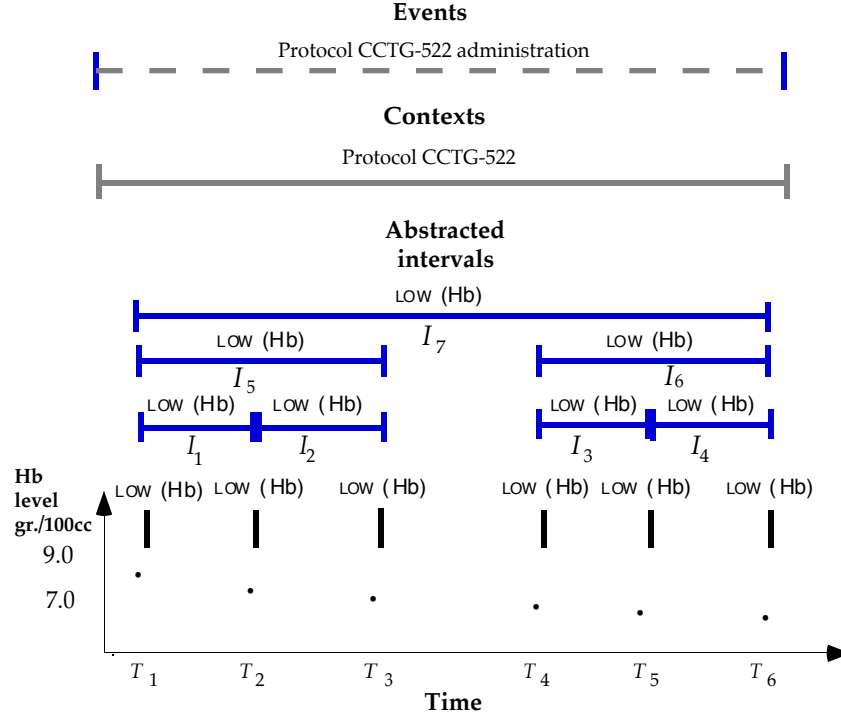 Events
Protocol CCTG-522 administration
Contexts
Protocol CCTG-522
Abstracted
intervals
LOW (Hb)
I7
LOW (Hb)
LOW (Hb)
I5
I6
LOW (Hb)
LOW (Hb)
LOW (Hb)
LOW (Hb)
I1
I2
I3
I4
Hb
level
gr./100cc
LOW (Hb)
LOW (Hb)
LOW (Hb)
LOW (Hb)
LOW (Hb)
LOW (Hb)
9.0
7.0
T1
T2
T3
T4
T5
T6
Time